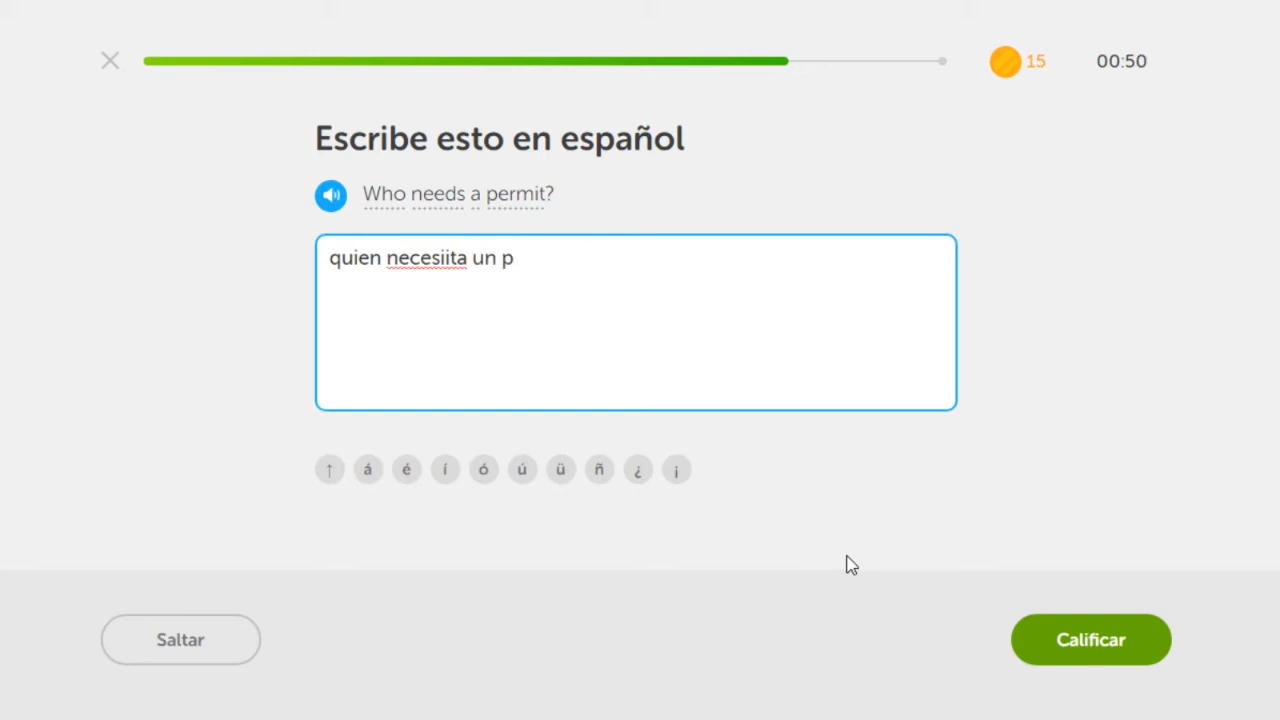 15 00:50
Escribe esto en español
Who needs a permit?
quien necesiita un p
↑ á é í ó ú ü ñ ¿ ¡
Saltar Calificar